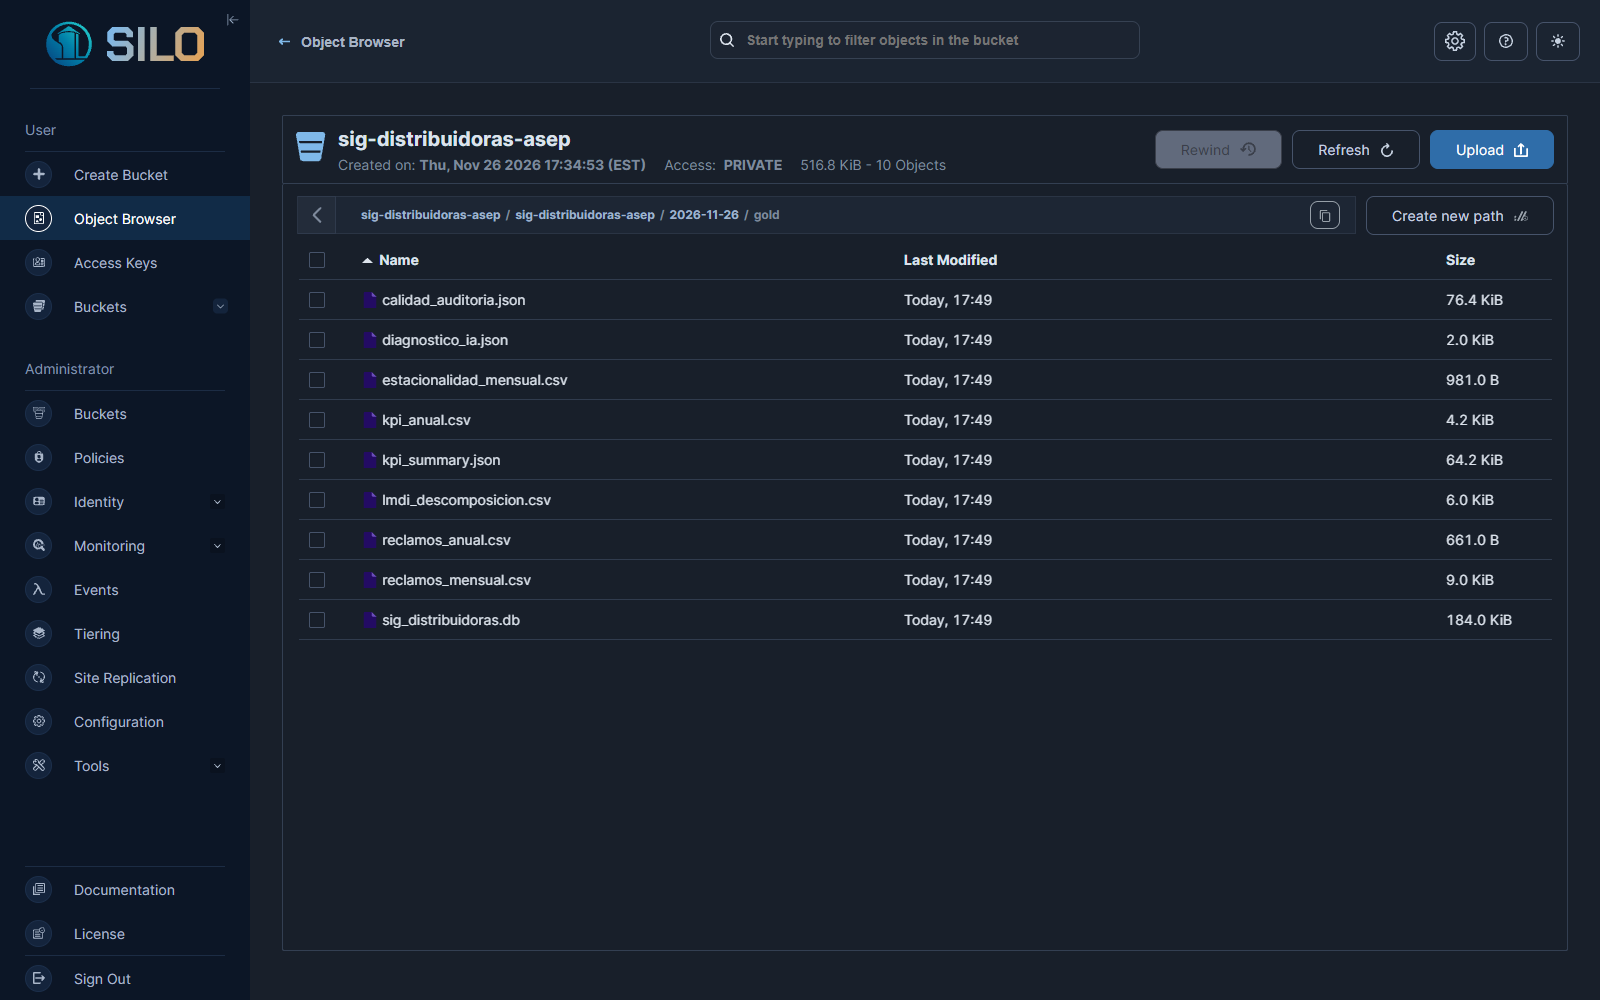 SILO
Object Browser
Start typing to filter objects in the bucket
User
Create Bucket
Object Browser
Access Keys
Buckets
Administrator
Buckets
Policies
Identity
Monitoring
Events
Tiering
Site Replication
Configuration
Tools
Documentation
License
Sign Out
sig-distribuidoras-asep
Created on: Thu, Nov 26 2026 17:34:53 (EST) Access: PRIVATE 516.8 KiB - 10 Objects
Rewind
Refresh
Upload
sig-distribuidoras-asep / sig-distribuidoras-asep / 2026-11-26 / gold
Create new path
Name Last Modified Size
calidad_auditoria.json Today, 17:49 76.4 KiB
diagnostico_ia.json Today, 17:49 2.0 KiB
estacionalidad_mensual.csv Today, 17:49 981.0 B
kpi_anual.csv Today, 17:49 4.2 KiB
kpi_summary.json Today, 17:49 64.2 KiB
lmdi_descomposicion.csv Today, 17:49 6.0 KiB
reclamos_anual.csv Today, 17:49 661.0 B
reclamos_mensual.csv Today, 17:49 9.0 KiB
sig_distribuidoras.db Today, 17:49 184.0 KiB